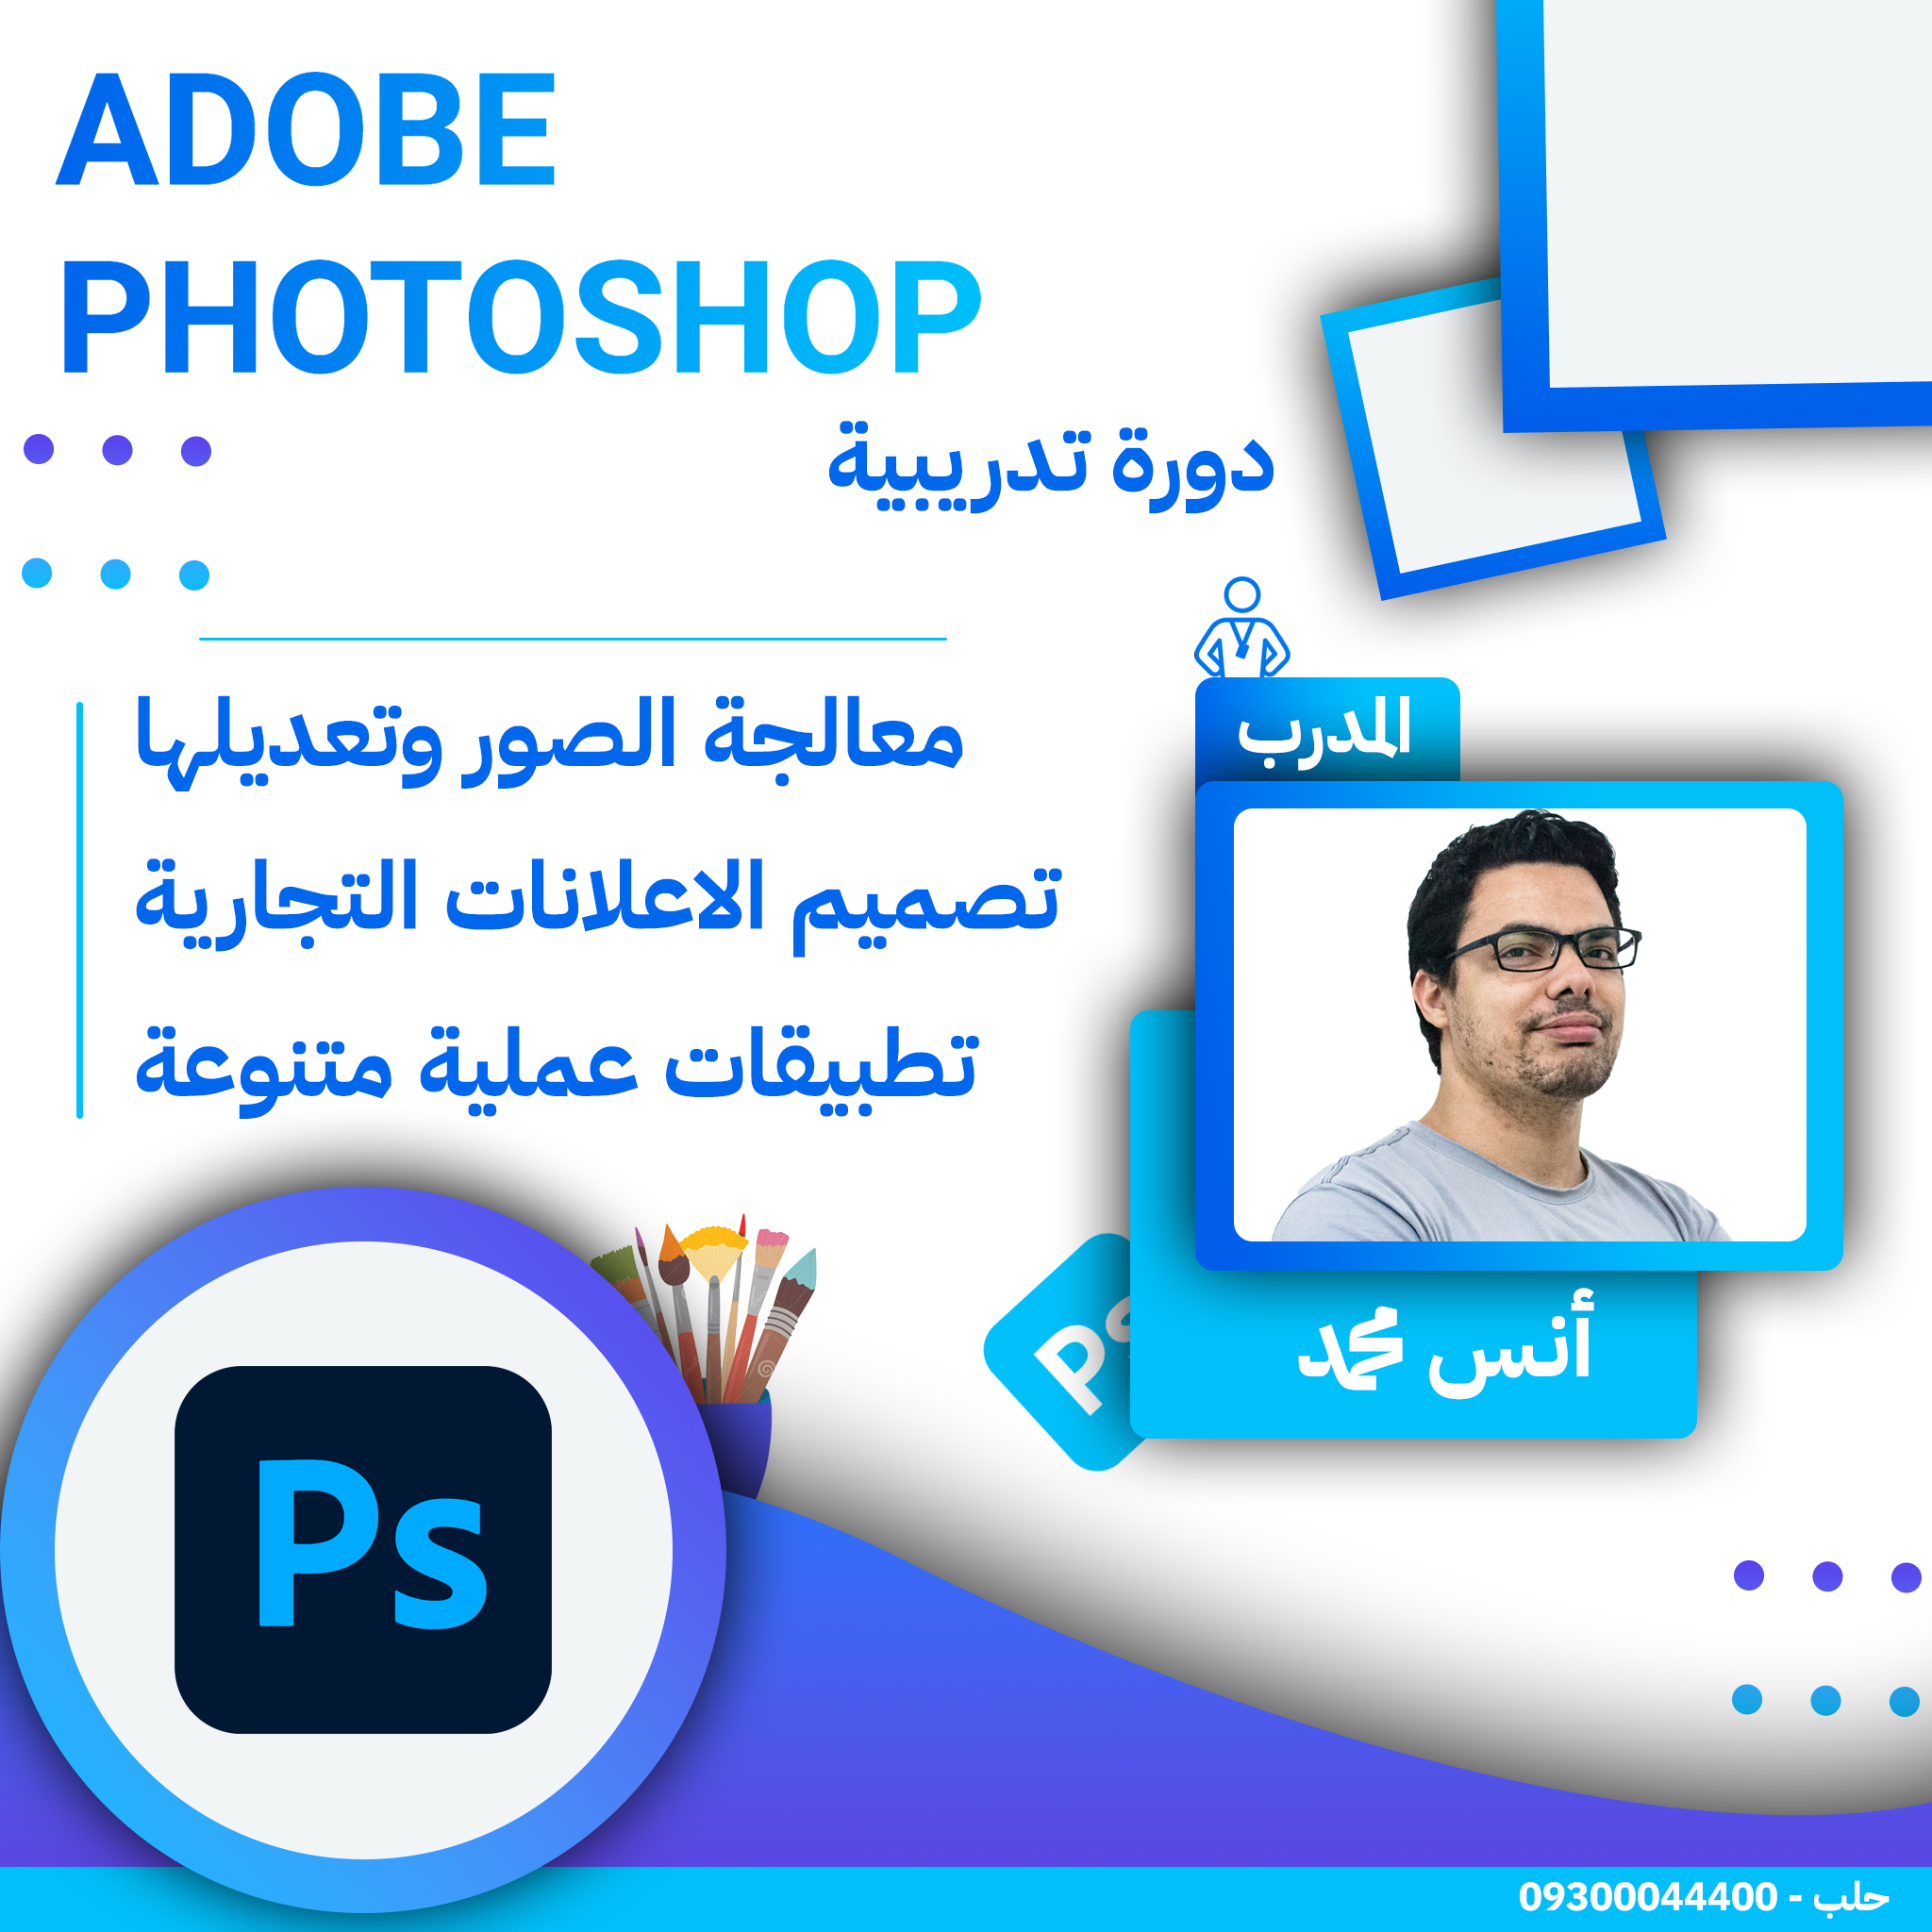 ADOBE
PHOTOSHOP
دورة تدريبية
معالجة الصور وتعديلها
تصميم الاعلانات التجارية
تطبيقات عملية متنوعة
المدرب
أنس محمد
Ps
Ps
حلب - 09300044400